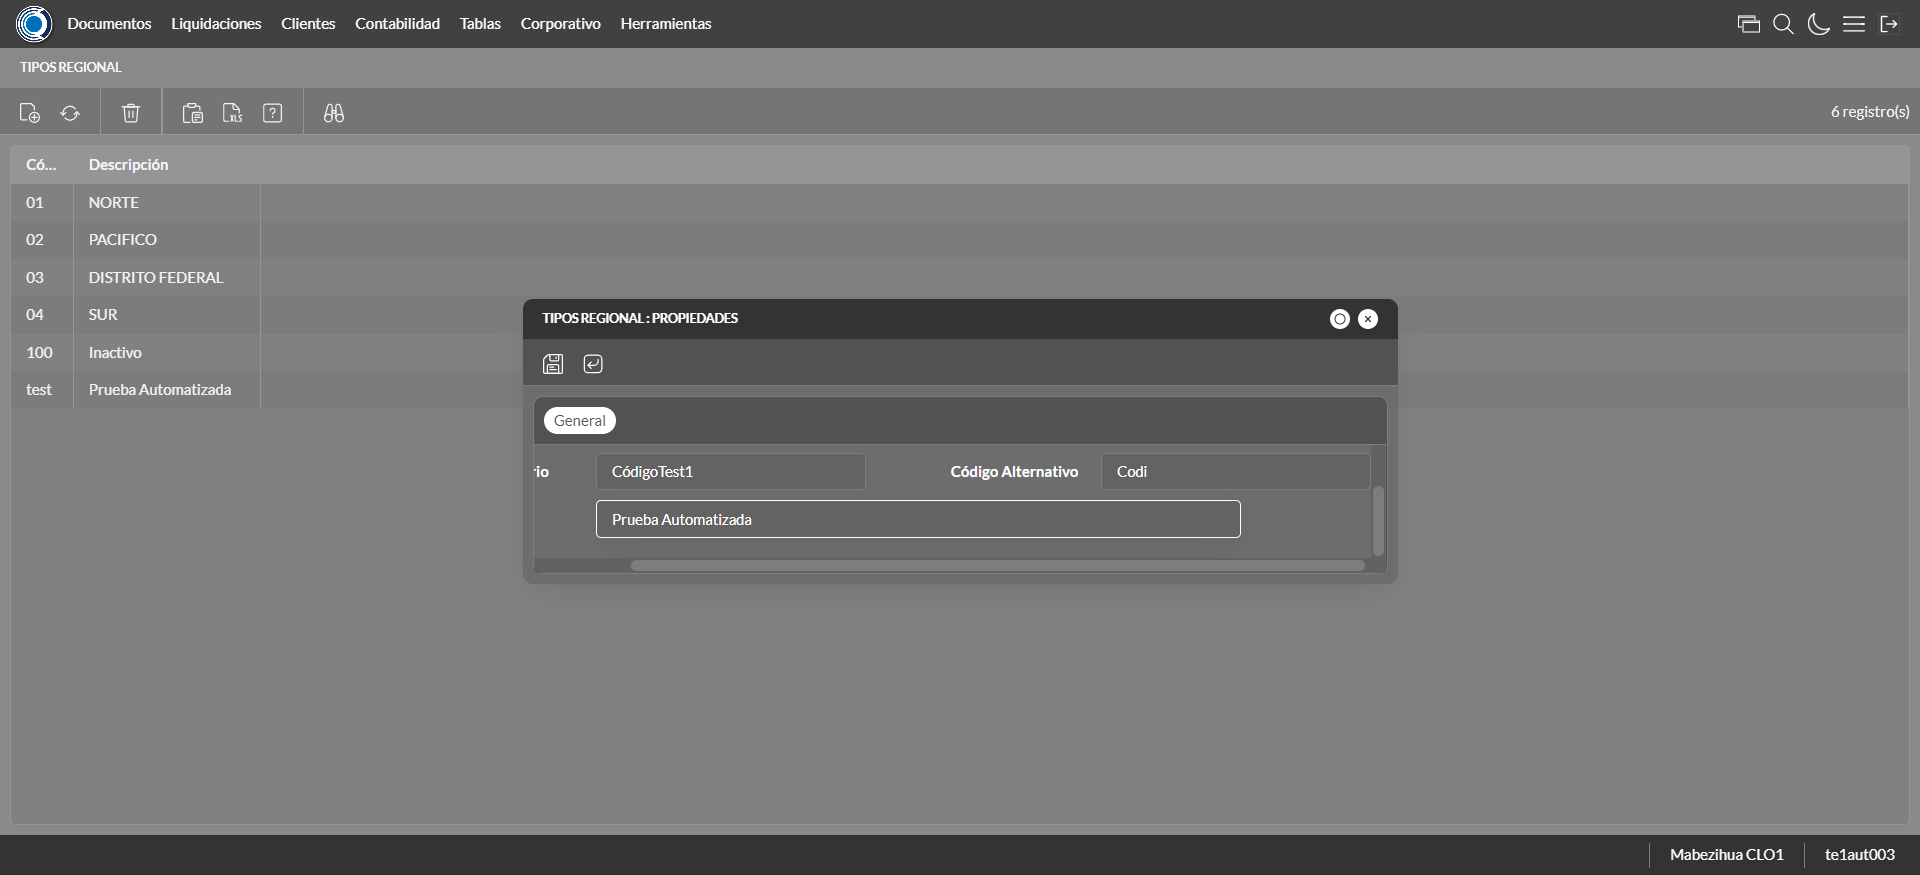 Documentos Liquidaciones Clientes Contabilidad Tablas Corporativo Herramientas
TIPOS REGIONAL
XLS ? 6 registro(s)
Có... Descripción
01 NORTE
02 PACIFICO
03 DISTRITO FEDERAL
04 SUR
100 Inactivo
test Prueba Automatizada
TIPOS REGIONAL : PROPIEDADES
General
rio CódigoTest1 Código Alternativo Codi
Prueba Automatizada
Mabezihua CLO1 te1aut003